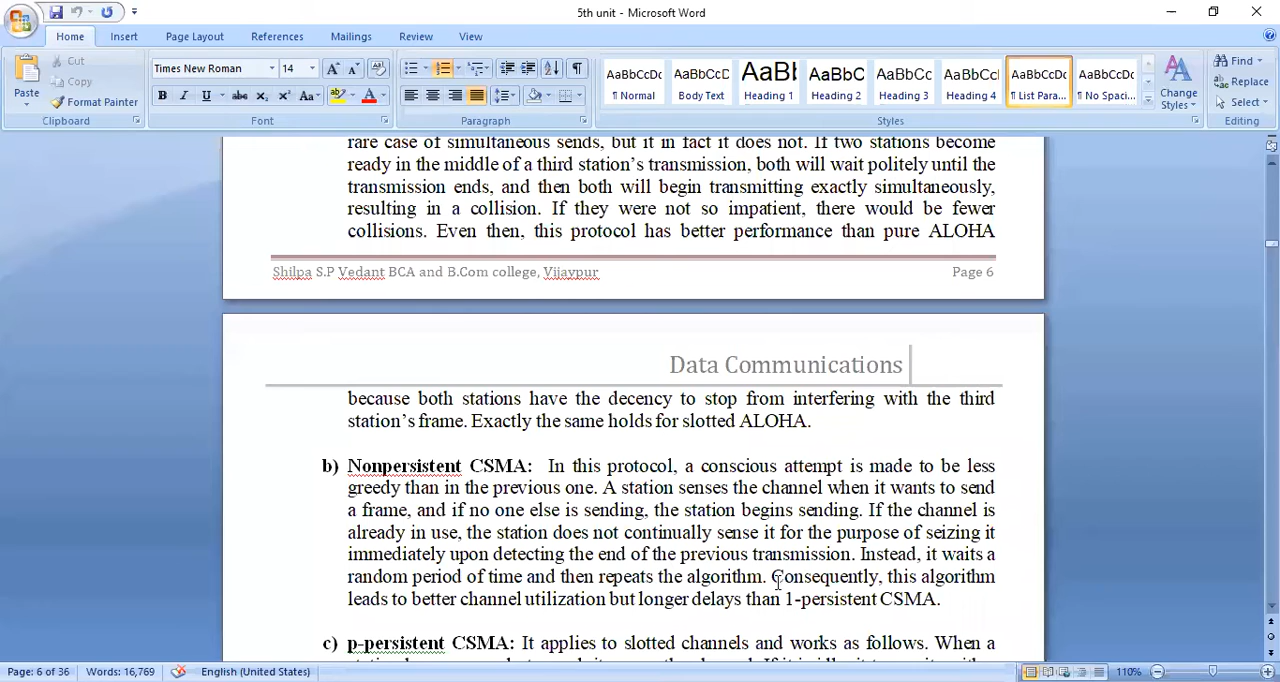 5th unit - Microsoft Word
Home Insert Page Layout References Mailings Review View
Paste
Cut
Copy
Format Painter
Clipboard
Times New Roman 14
Font
Paragraph
AaBbCcDc AaBbCcD AaBb AaBbC AaBbCc AaBbCcI AaBbCcDc AaBbCcDc
¶ Normal Body Text Heading 1 Heading 2 Heading 3 Heading 4 ¶ List Para... ¶ No Spaci...
Change Styles
Styles
Find
Replace
Select
Editing
rare case of simultaneous sends, but it in fact it does not. If two stations become
ready in the middle of a third station’s transmission, both will wait politely until the
transmission ends, and then both will begin transmitting exactly simultaneously,
resulting in a collision. If they were not so impatient, there would be fewer
collisions. Even then, this protocol has better performance than pure ALOHA
Shilpa S.P Vedant BCA and B.Com college, Vijaypur Page 6
Data Communications
because both stations have the decency to stop from interfering with the third
station’s frame. Exactly the same holds for slotted ALOHA.
b) Nonpersistent CSMA: In this protocol, a conscious attempt is made to be less
greedy than in the previous one. A station senses the channel when it wants to send
a frame, and if no one else is sending, the station begins sending. If the channel is
already in use, the station does not continually sense it for the purpose of seizing it
immediately upon detecting the end of the previous transmission. Instead, it waits a
random period of time and then repeats the algorithm. Consequently, this algorithm
leads to better channel utilization but longer delays than 1-persistent CSMA.
c) p-persistent CSMA: It applies to slotted channels and works as follows. When a
Page: 6 of 36 Words: 16,769 English (United States) 110%